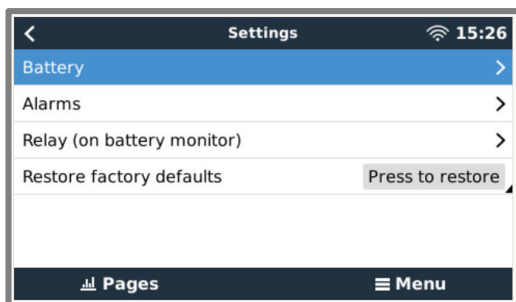 Settings 15:26
Battery
Alarms
Relay (on battery monitor)
Restore factory defaults Press to restore
Pages Menu